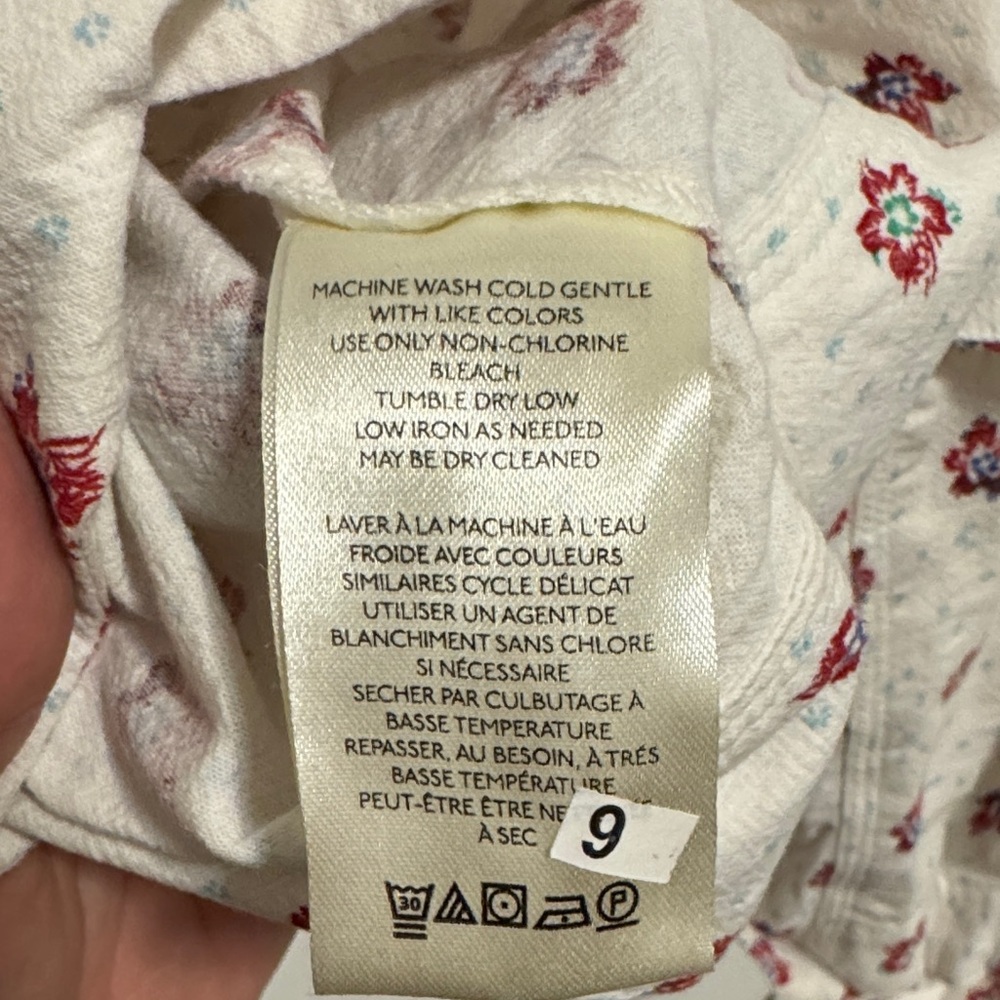 MACHINE WASH COLD GENTLE
WITH LIKE COLORS
USE ONLY NON-CHLORINE
BLEACH
TUMBLE DRY LOW
LOW IRON AS NEEDED
MAY BE DRY CLEANED
LAVER À LA MACHINE À L'EAU
FROIDE AVEC COULEURS
SIMILAIRES CYCLE DÉLICAT
UTILISER UN AGENT DE
BLANCHIMENT SANS CHLORE
SI NÉCESSAIRE
SECHER PAR CULBUTAGE À
BASSE TEMPERATURE
REPASSER, AU BESOIN, À TRÉS
BASSE TEMPÉRATURE
PEUT-ÊTRE ÊTRE
À SEC
9
30 P